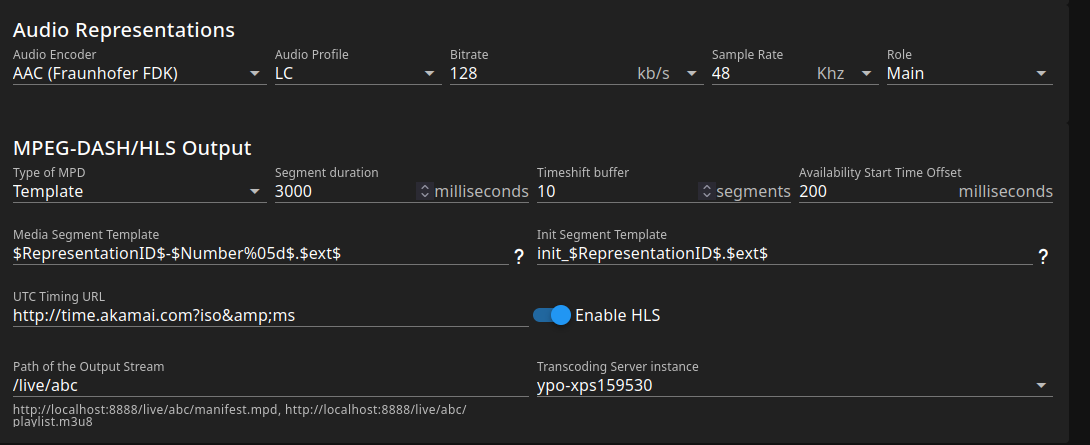 Audio Representations
Audio Encoder Audio Profile Bitrate Sample Rate Role
AAC (Fraunhofer FDK) LC 128 kb/s 48 Khz Main
MPEG-DASH/HLS Output
Type of MPD Segment duration Timeshift buffer Availability Start Time Offset
Template 3000 milliseconds 10 segments 200 milliseconds
Media Segment Template Init Segment Template
$RepresentationID$-$Number%05d$.$ext$ ? init_$RepresentationID$.$ext$ ?
UTC Timing URL
http://time.akamai.com?iso&amp;ms Enable HLS
Path of the Output Stream Transcoding Server instance
/live/abc ypo-xps159530
http://localhost:8888/live/abc/manifest.mpd, http://localhost:8888/live/abc/
playlist.m3u8